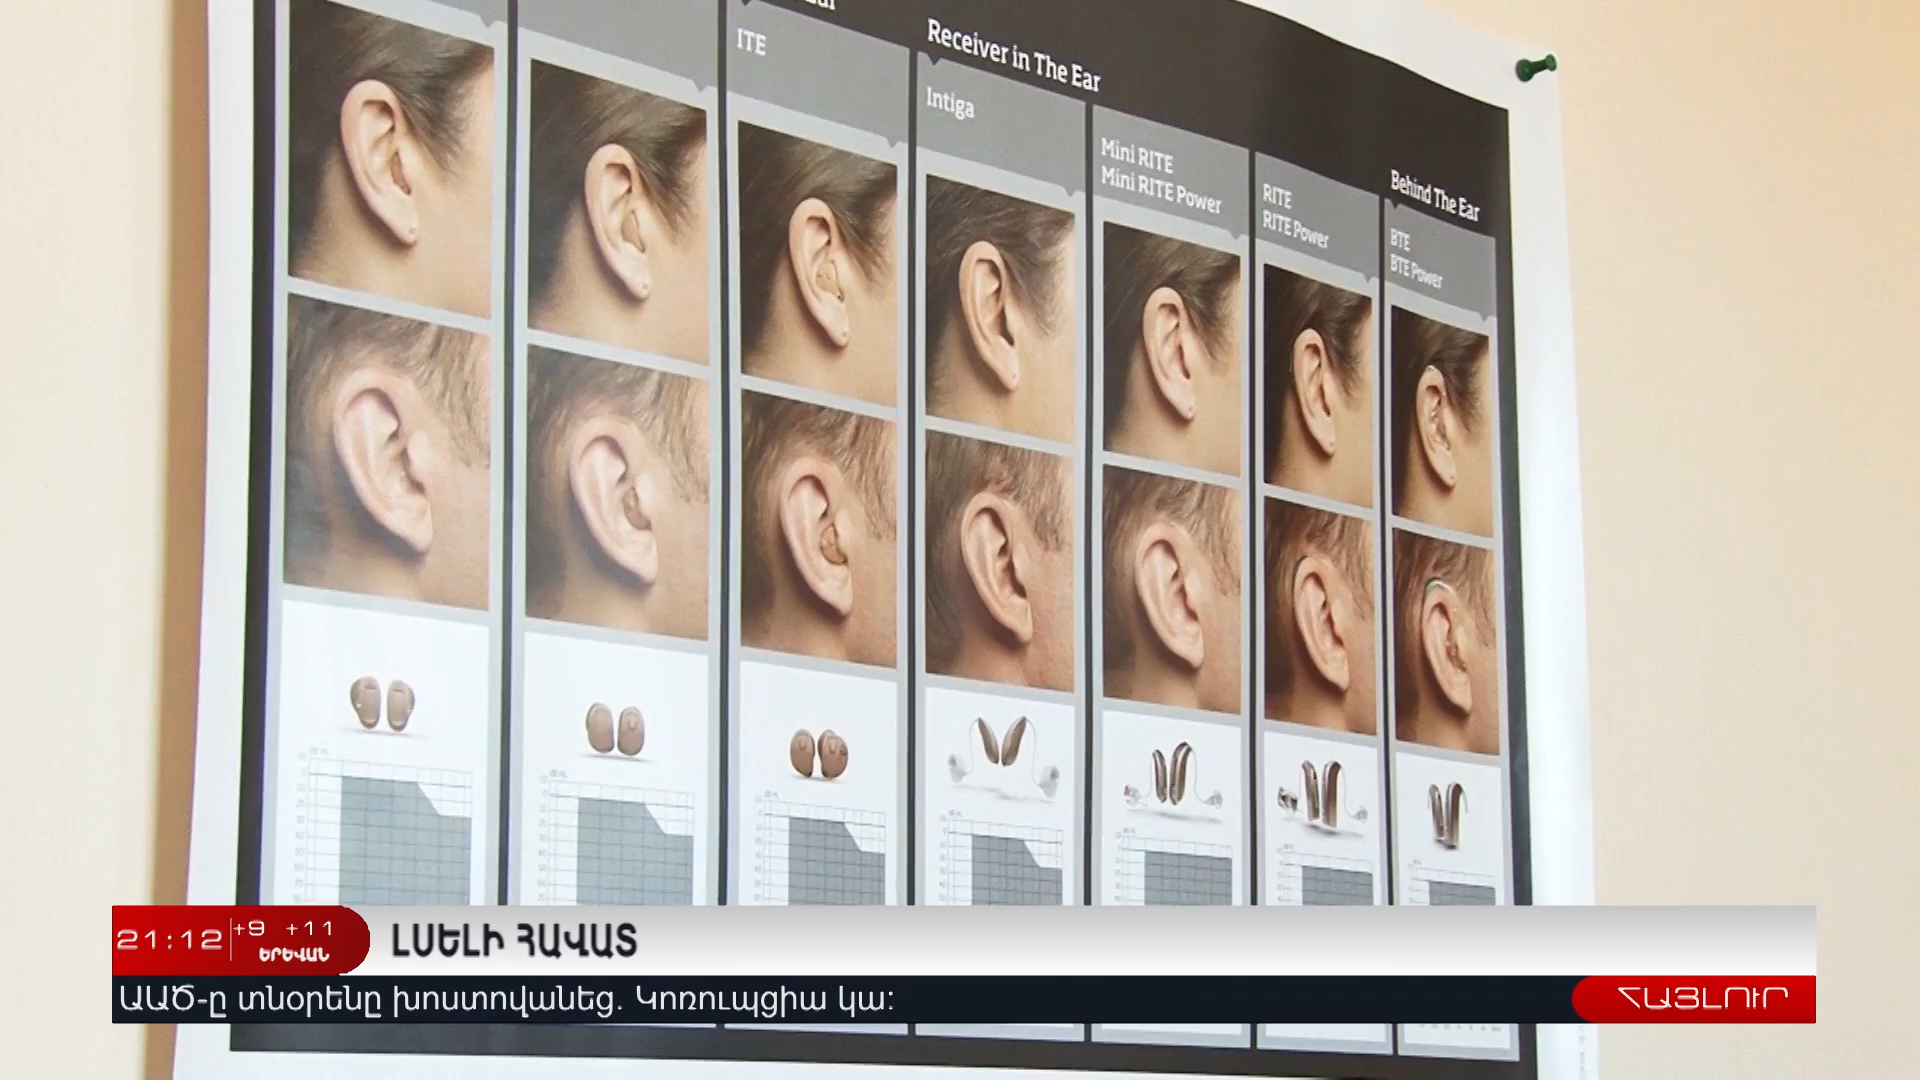 ITE
Receiver in The Ear
Intiga
Mini RITE
Mini RITE Power
RITE
RITE Power
Behind The Ear
BTE
BTE Power
21:12
+9 +11
ԵՐԵՎԱՆ
ԼՍԵԼԻ ՀԱՎԱՏ
ԱԱԾ-ը տնօրենը խոստովանեց. Կոռուպցիա կա:
ՀԱՅԼՈՒՐ